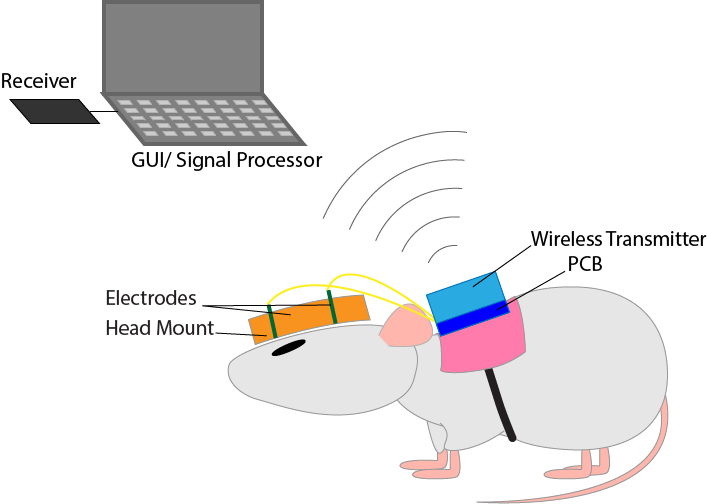 Receiver
GUI/ Signal Processor
Wireless Transmitter
PCB
Electrodes
Head Mount